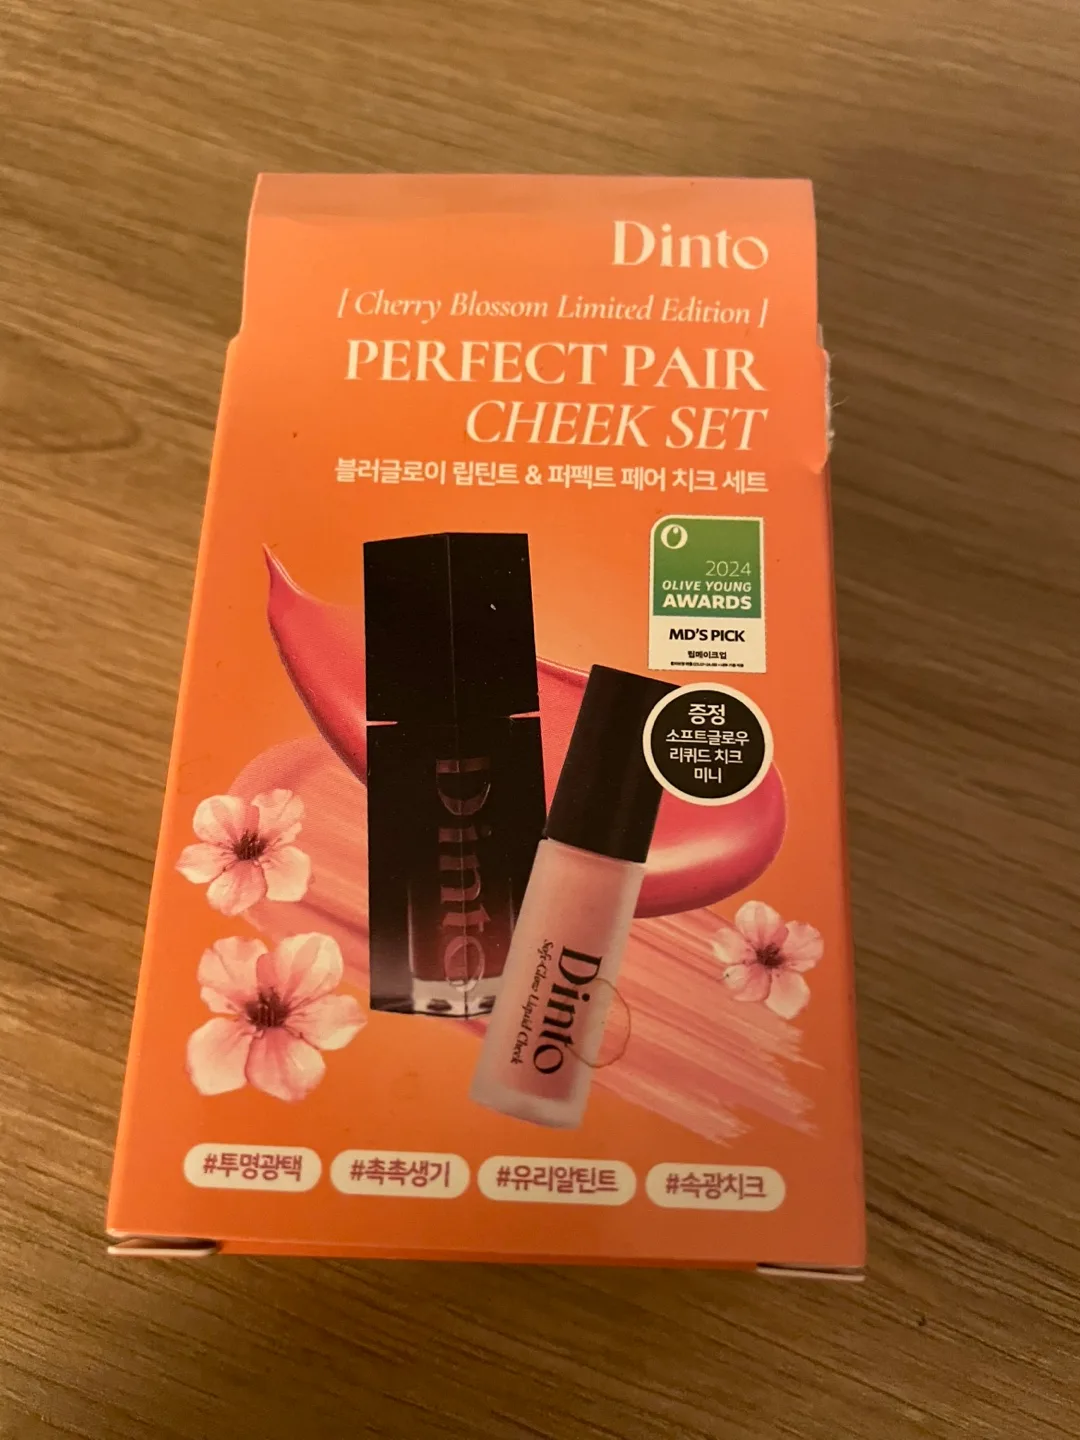 Dinto
[ Cherry Blossom Limited Edition ]
PERFECT PAIR
CHEEK SET
블러글로이 립틴트 & 퍼펙트 페어 치크 세트
2024
OLIVE YOUNG
AWARDS
MD'S PICK
립메이크업
증정
소프트글로우
리퀴드 치크
미니
Dinto
Dinto
Soft-Glow Liquid Cheek
#투명광택
#촉촉생기
#유리알틴트
#속광치크